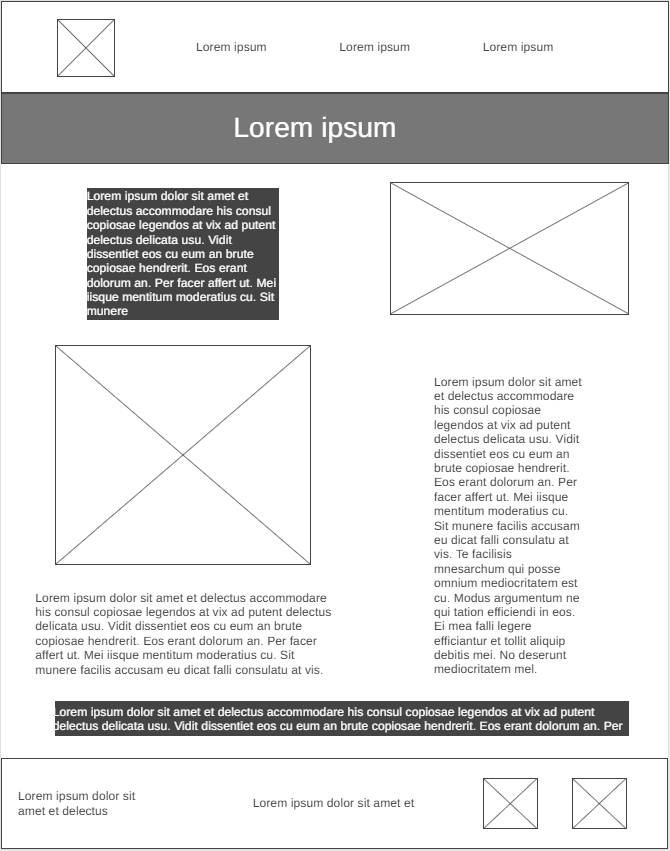 Lorem ipsum
Lorem ipsum
Lorem ipsum
Lorem ipsum
Lorem ipsum dolor sit amet et
delectus accommodare his consul
copiosae legendos at vix ad putent
delectus delicata usu. Vidit
dissentiet eos cu eum an brute
copiosae hendrerit. Eos erant
dolorum an. Per facer affert ut. Mei
iisque mentitum moderatius cu. Sit
munere
Lorem ipsum dolor sit amet
et delectus accommodare
his consul copiosae
legendos at vix ad putent
delectus delicata usu. Vidit
dissentiet eos cu eum an
brute copiosae hendrerit.
Eos erant dolorum an. Per
facer affert ut. Mei iisque
mentitum moderatius cu.
Sit munere facilis accusam
eu dicat falli consulatu at
vis. Te facilisis
mnesarchum qui posse
omnium mediocritatem est
cu. Modus argumentum ne
qui tation efficiendi in eos.
Ei mea falli legere
efficiantur et tollit aliquip
debitis mei. No deserunt
mediocritatem mel.
Lorem ipsum dolor sit amet et delectus accommodare
his consul copiosae legendos at vix ad putent delectus
delicata usu. Vidit dissentiet eos cu eum an brute
copiosae hendrerit. Eos erant dolorum an. Per facer
affert ut. Mei iisque mentitum moderatius cu. Sit
munere facilis accusam eu dicat falli consulatu at vis.
Lorem ipsum dolor sit amet et delectus accommodare his consul copiosae legendos at vix ad putent
delectus delicata usu. Vidit dissentiet eos cu eum an brute copiosae hendrerit. Eos erant dolorum an. Per
Lorem ipsum dolor sit
amet et delectus
Lorem ipsum dolor sit amet et